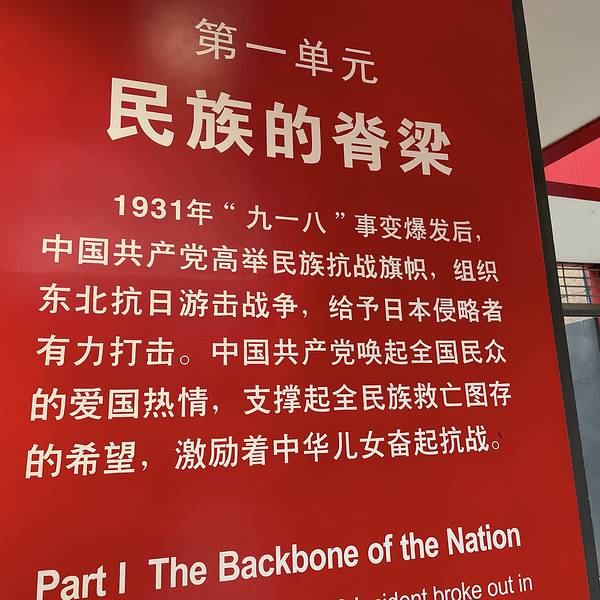 第一单元
民族的脊梁
1931年“九一八”事变爆发后，
中国共产党高举民族抗战旗帜，组织
东北抗日游击战争，给予日本侵略者
有力打击。中国共产党唤起全国民众
的爱国热情，支撑起全民族救亡图存
的希望，激励着中华儿女奋起抗战。
Part I The Backbone of the Nation
Incident broke out in